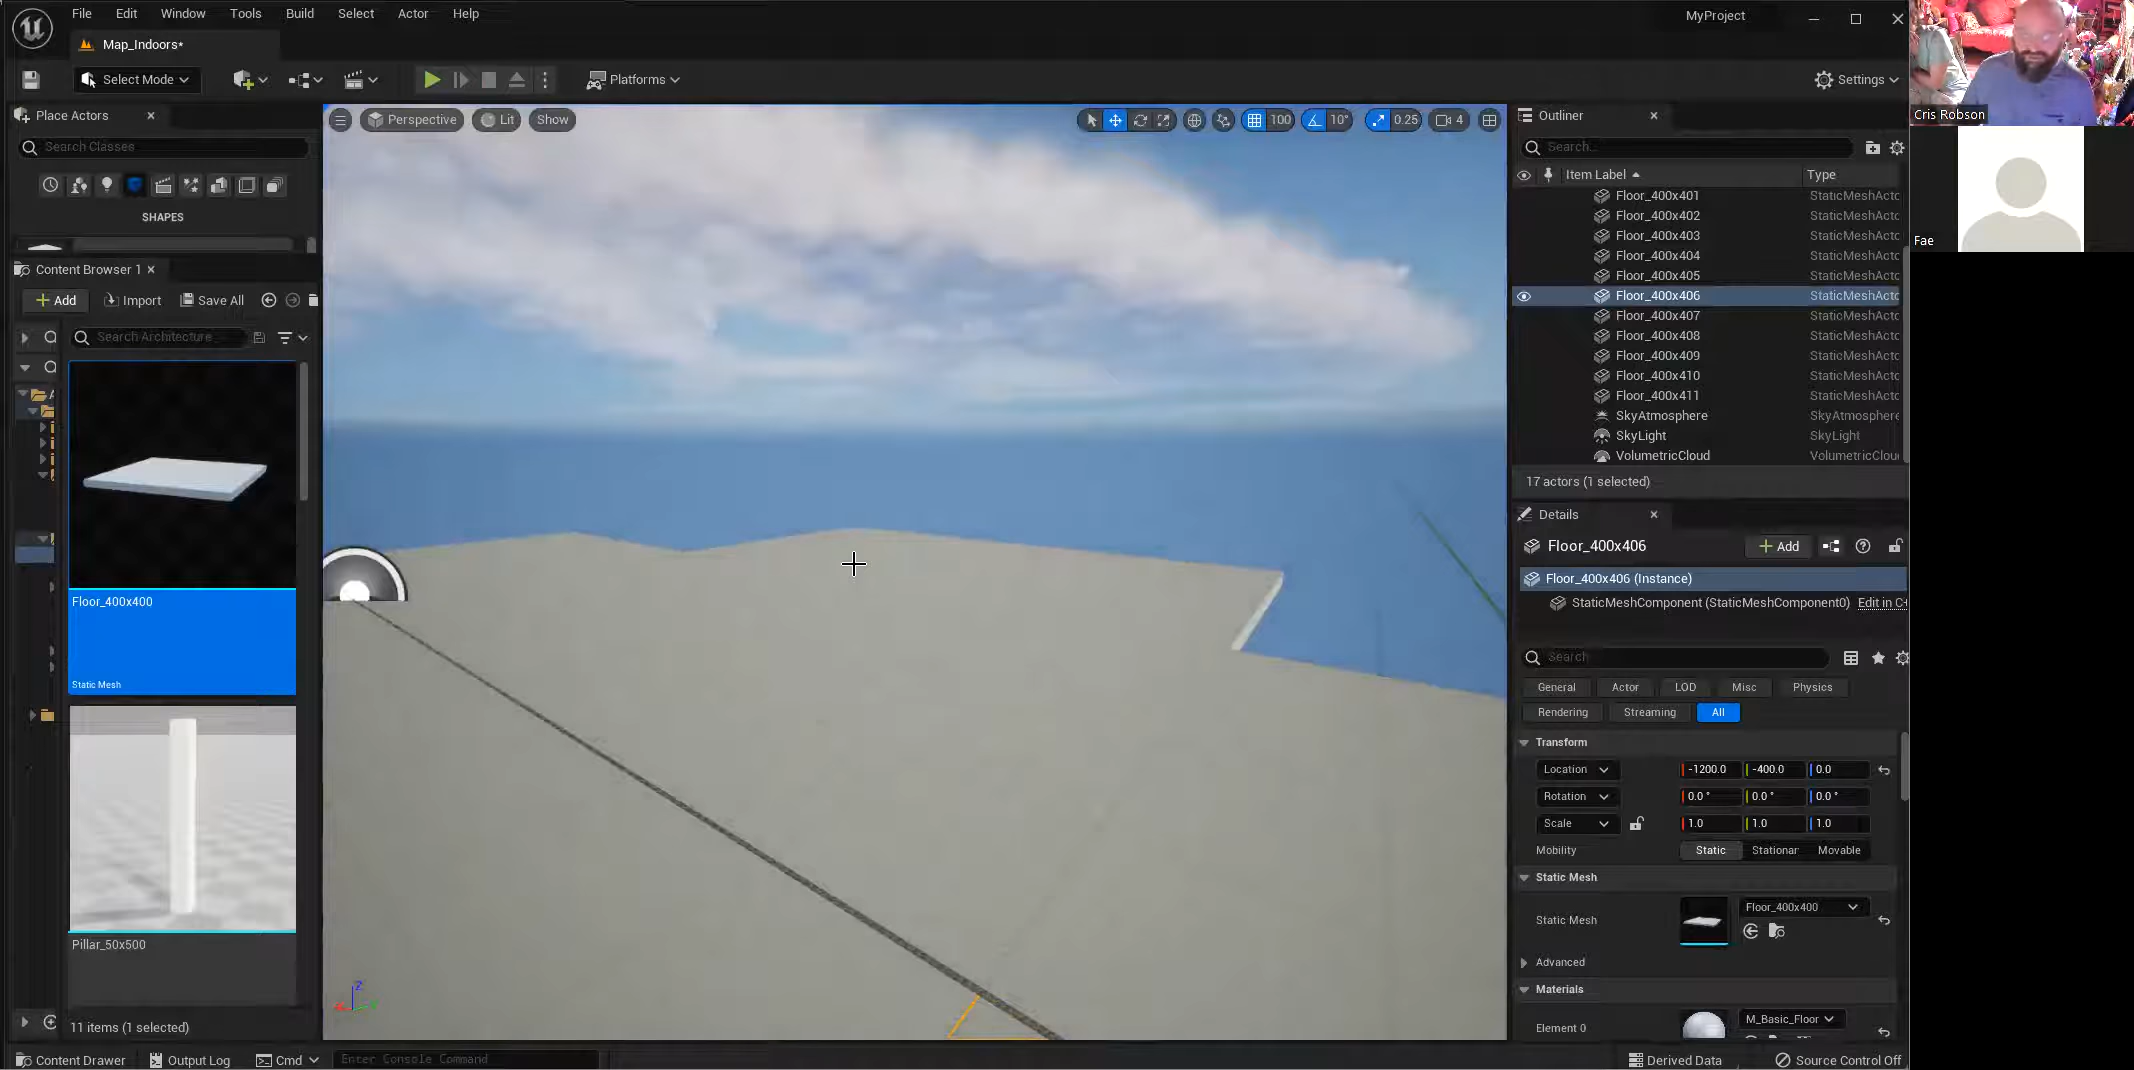 File Edit Window Tools Build Select Actor Help
MyProject
Map_Indoors*
Select Mode
Platforms
Settings
Cris Robson
Fae
Place Actors
Search Classes
SHAPES
Content Browser 1
Add Import Save All
Search Architecture
Floor_400x400
Static Mesh
Pillar_50x500
11 items (1 selected)
Perspective Lit Show
100 10° 0.25 4
Outliner
Search...
Item Label Type
Floor_400x401 StaticMeshActo
Floor_400x402 StaticMeshActo
Floor_400x403 StaticMeshActo
Floor_400x404 StaticMeshActo
Floor_400x405 StaticMeshActo
Floor_400x406 StaticMeshActo
Floor_400x407 StaticMeshActo
Floor_400x408 StaticMeshActo
Floor_400x409 StaticMeshActo
Floor_400x410 StaticMeshActo
Floor_400x411 StaticMeshActo
SkyAtmosphere SkyAtmosphere
SkyLight SkyLight
VolumetricCloud VolumetricClou
17 actors (1 selected)
Details
Floor_400x406 Add
Floor_400x406 (Instance)
StaticMeshComponent (StaticMeshComponent0) Edit in C+
Search
General Actor LOD Misc Physics
Rendering Streaming All
Transform
Location -1200.0 -400.0 0.0
Rotation 0.0 ° 0.0 ° 0.0 °
Scale 1.0 1.0 1.0
Mobility Static Stationar Movable
Static Mesh
Static Mesh Floor_400x400
Advanced
Materials
Element 0 M_Basic_Floor
Z
Content Drawer Output Log Cmd Enter Console Command
Derived Data Source Control Off